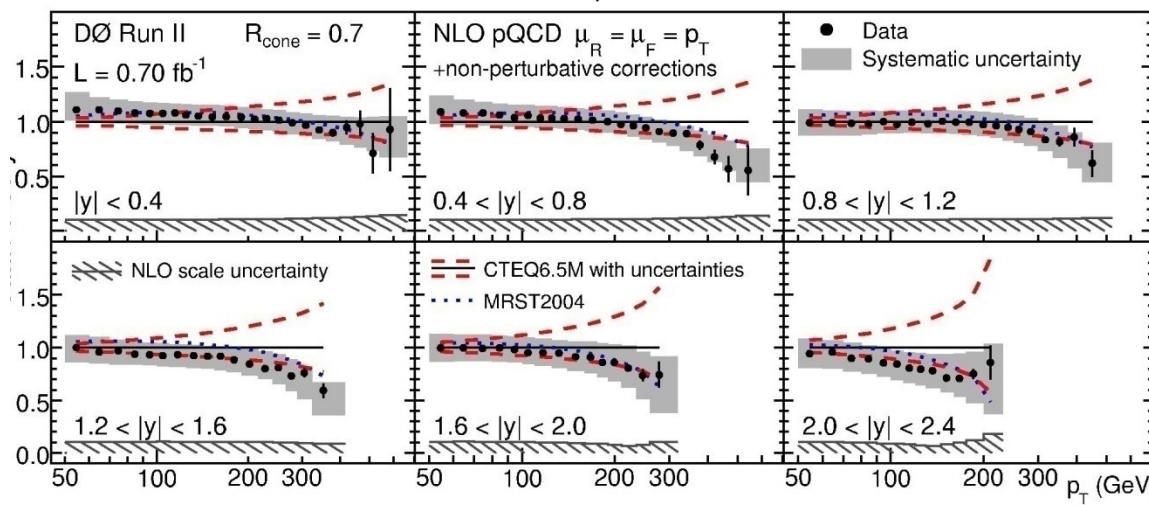 DØ Run II R_cone = 0.7
L = 0.70 fb⁻¹
1.5
1.0
0.5
|y| < 0.4
NLO pQCD μ_R = μ_F = p_T
+non-perturbative corrections
0.4 < |y| < 0.8
Data
Systematic uncertainty
0.8 < |y| < 1.2
NLO scale uncertainty
1.5
1.0
0.5
0.0
1.2 < |y| < 1.6
CTEQ6.5M with uncertainties
MRST2004
1.6 < |y| < 2.0
2.0 < |y| < 2.4
50 100 200 300
50 100 200 300
50 100 200 300 p_T (GeV